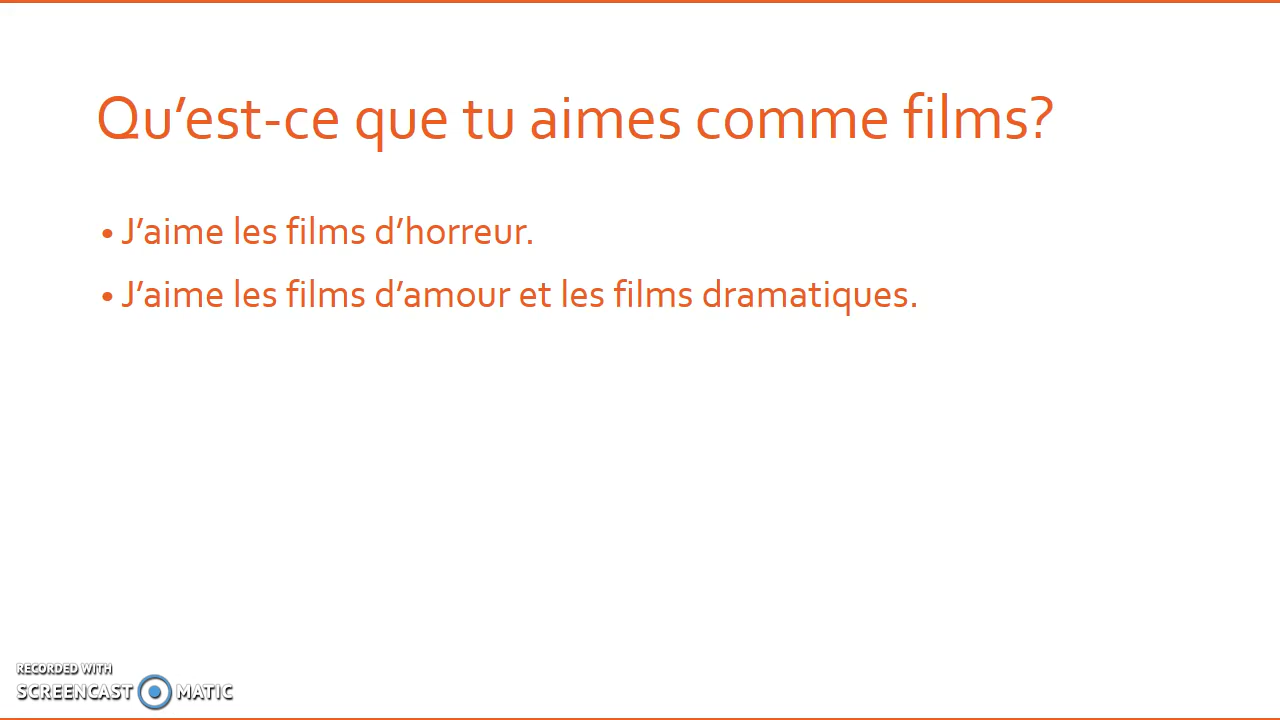 Qu’est-ce que tu aimes comme films?
• J’aime les films d’horreur.
• J’aime les films d’amour et les films dramatiques.
RECORDED WITH
SCREENCAST MATIC